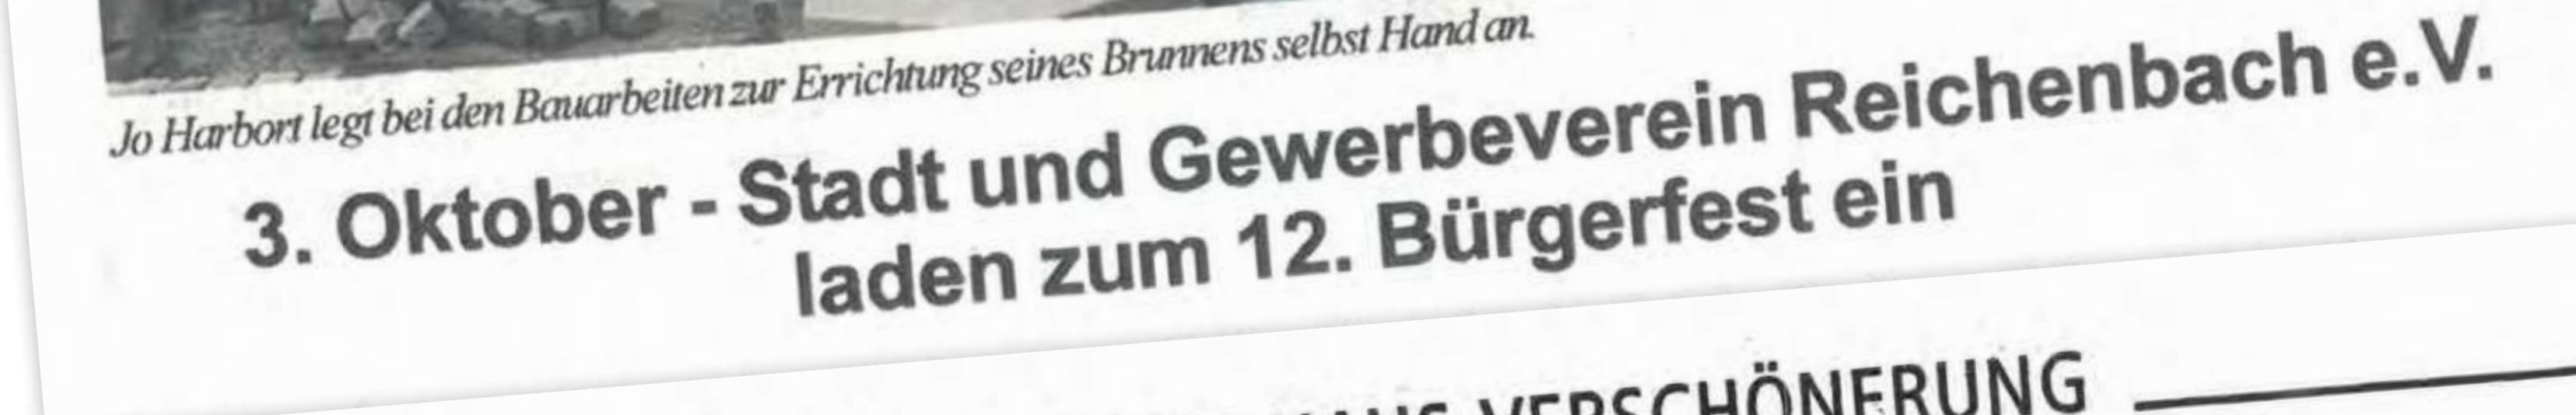 Jo Harbort legt bei den Bauarbeiten zur Errichtung seines Brunnens selbst Hand an.
3. Oktober - Stadt und Gewerbeverein Reichenbach e.V.
laden zum 12. Bürgerfest ein
VERSCHÖNERUNG